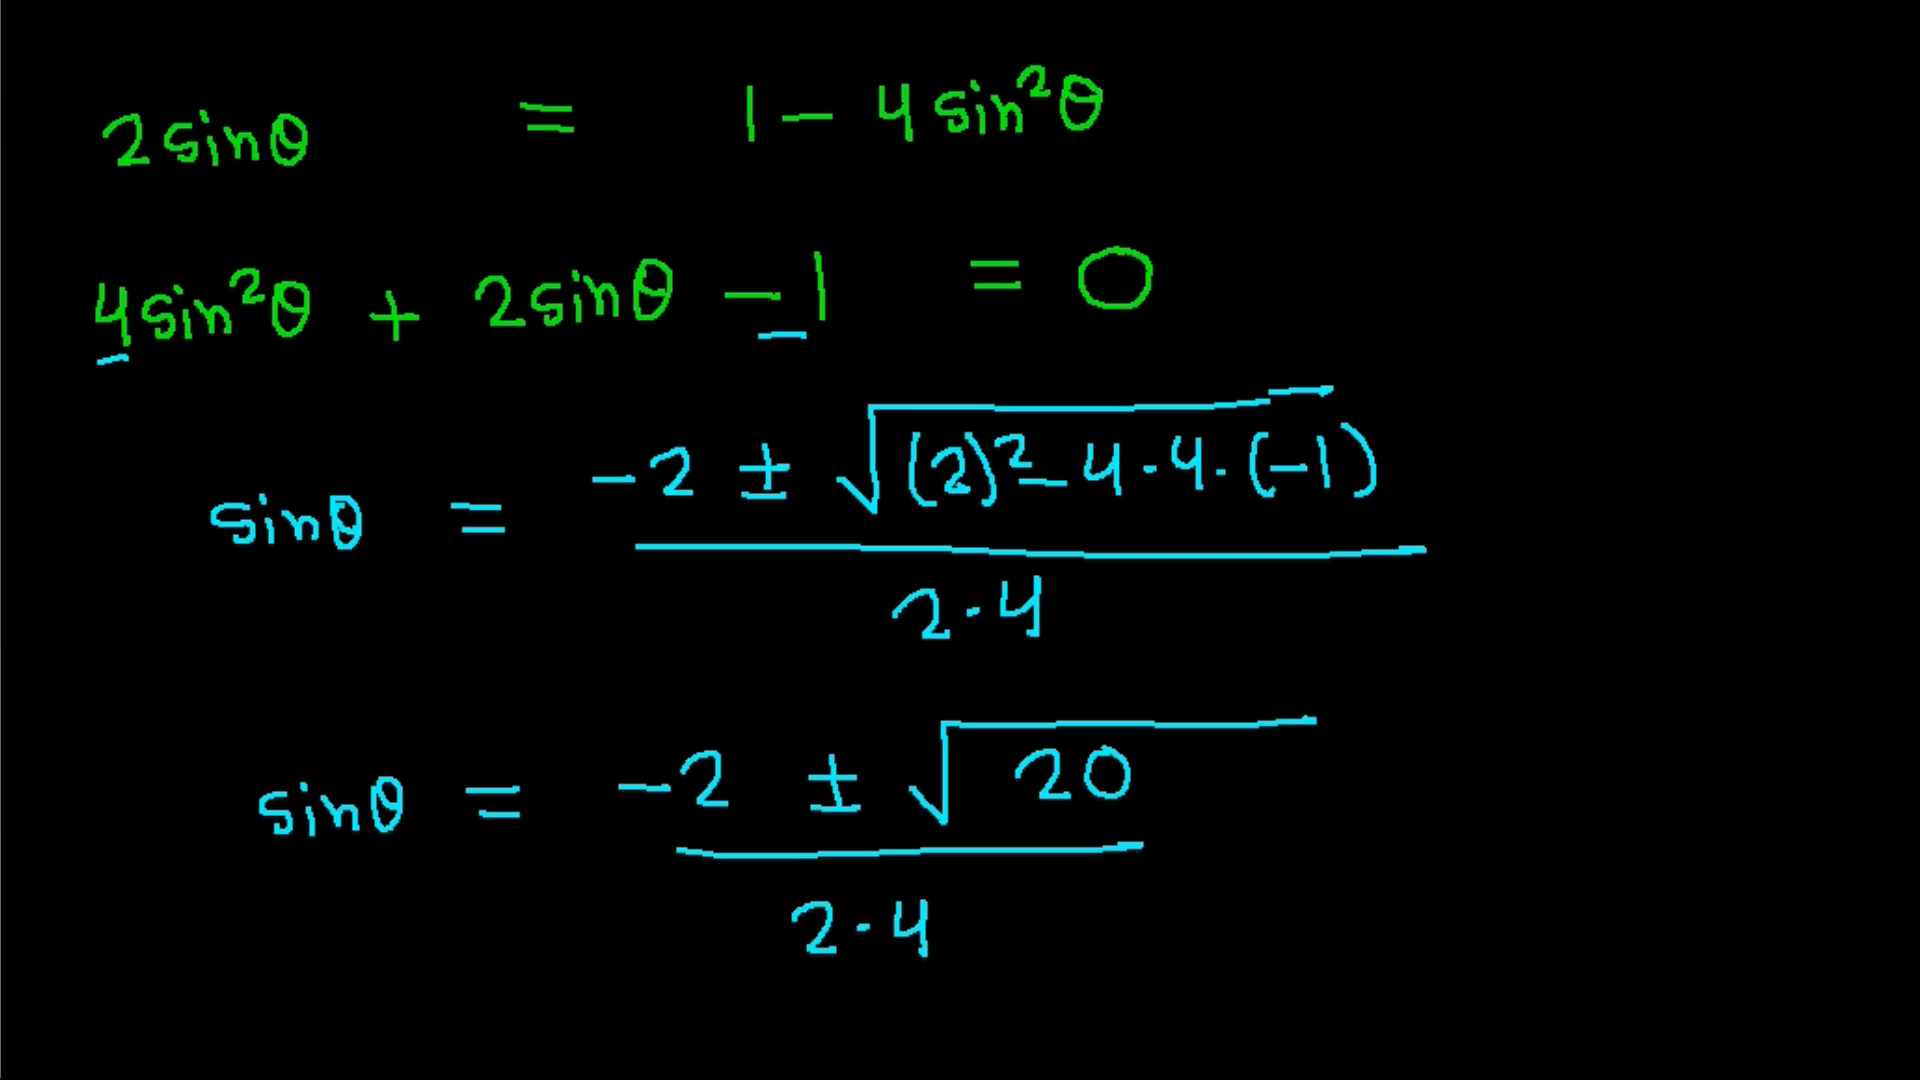 2sinθ = 1 - 4sin²θ
4sin²θ + 2sinθ - 1 = 0
sinθ = -2 ± √(2)² - 4·4·(-1)
2·4
sinθ = -2 ± √20
2·4